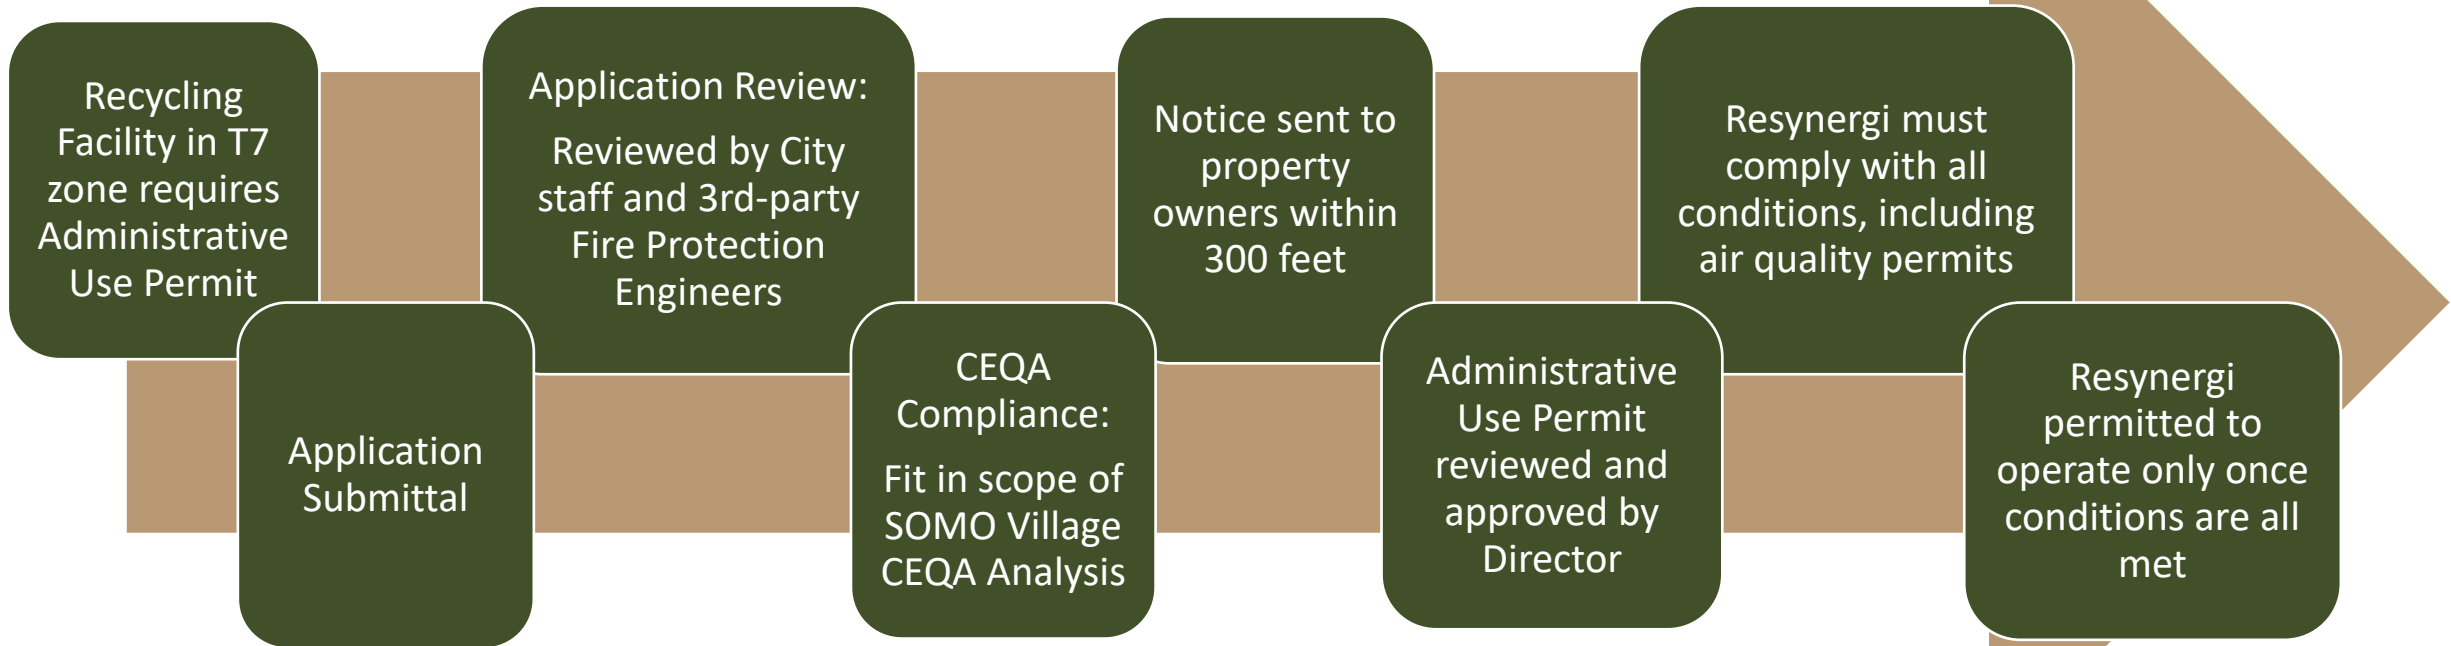 Recycling
Facility in T7
zone requires
Administrative
Use Permit
Application
Submittal
Application Review:
Reviewed by City
staff and 3rd-party
Fire Protection
Engineers
CEQA
Compliance:
Fit in scope of
SOMO Village
CEQA Analysis
Notice sent to
property
owners within
300 feet
Administrative
Use Permit
reviewed and
approved by
Director
Resynergi must
comply with all
conditions, including
air quality permits
Resynergi
permitted to
operate only once
conditions are all
met